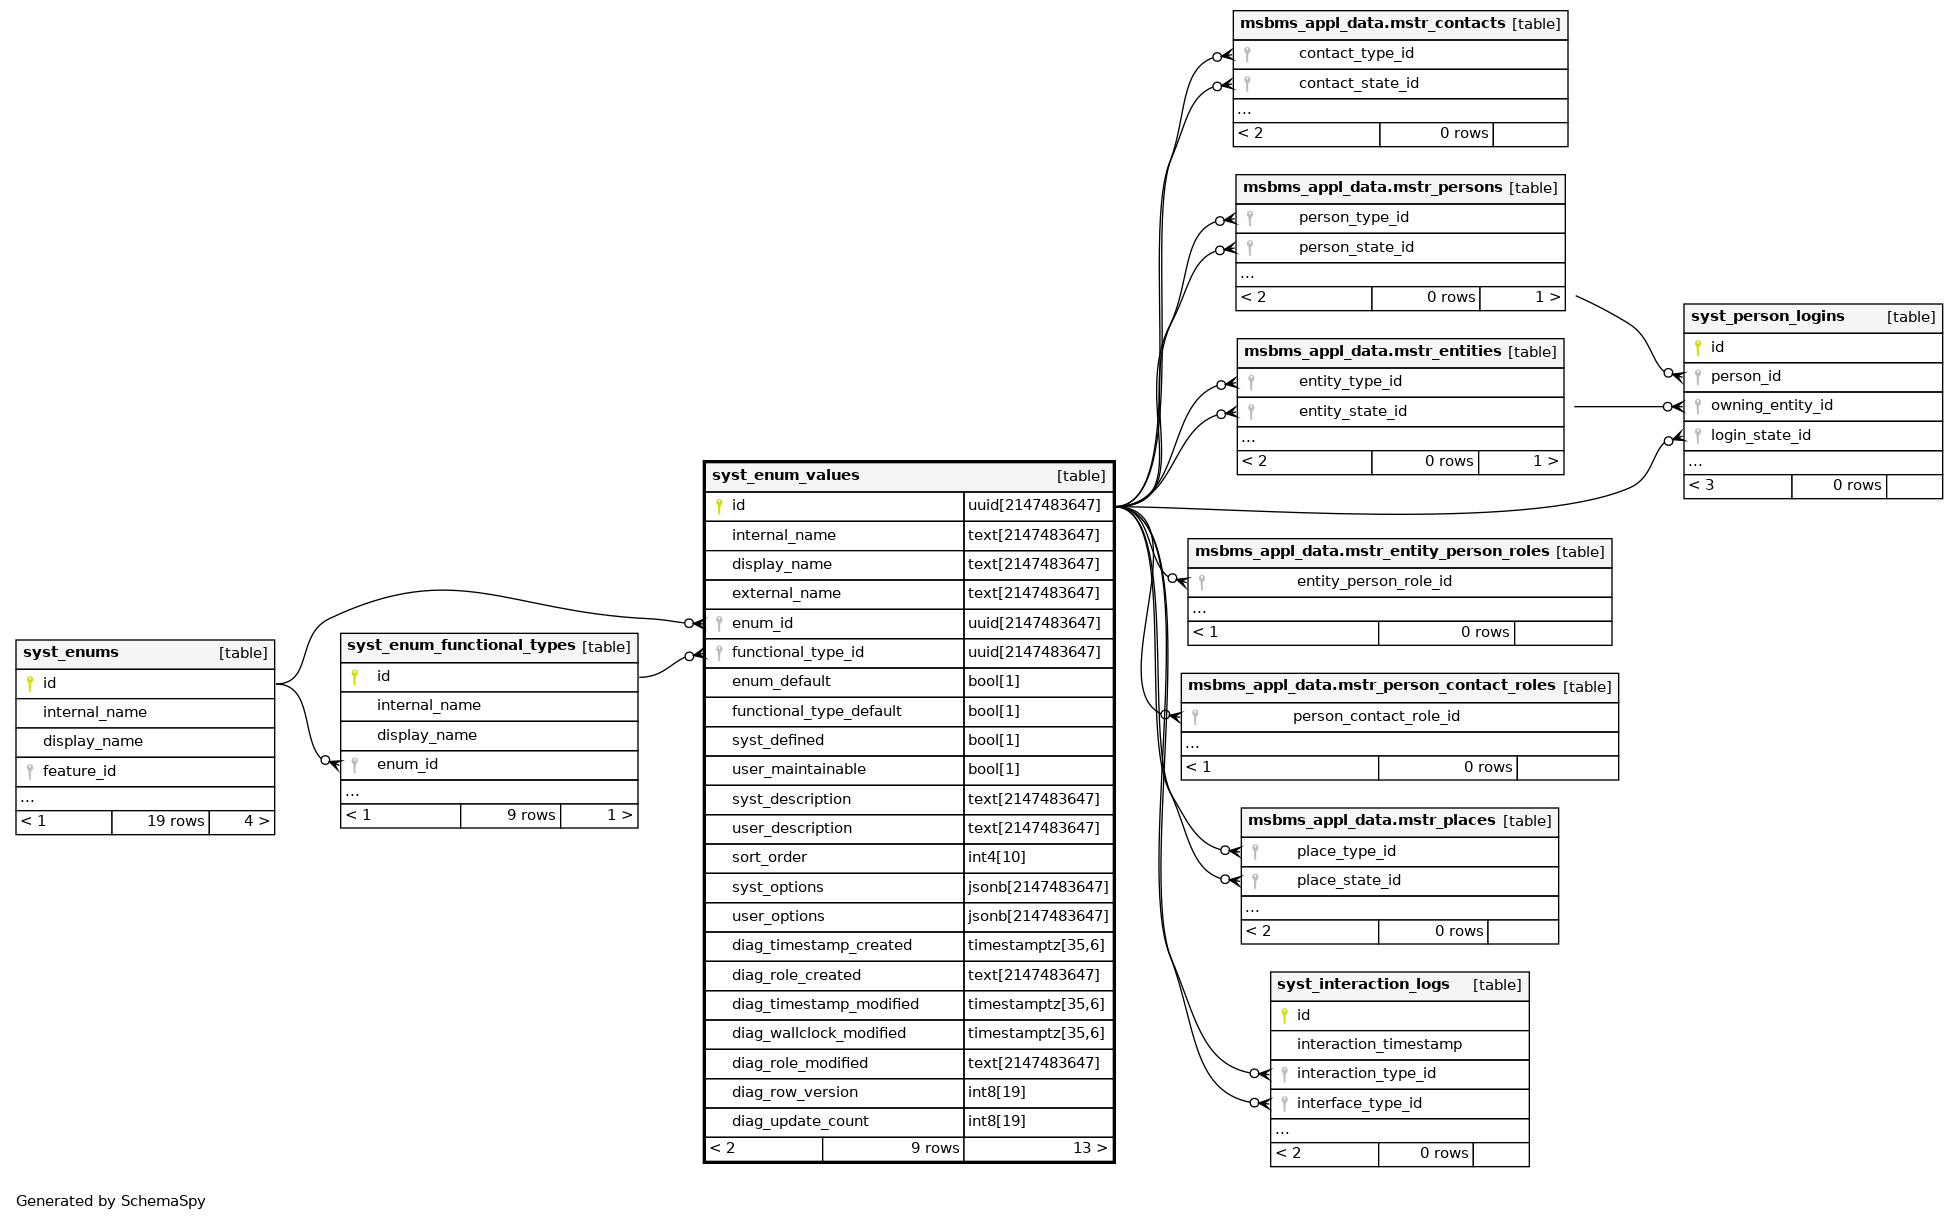 msbms_appl_data.mstr_contacts [table]
contact_type_id
contact_state_id
...
< 2 0 rows
msbms_appl_data.mstr_persons [table]
person_type_id
person_state_id
...
< 2 0 rows 1 >
syst_person_logins [table]
id
person_id
owning_entity_id
login_state_id
...
< 3 0 rows
msbms_appl_data.mstr_entities [table]
entity_type_id
entity_state_id
...
< 2 0 rows 1 >
syst_enum_values [table]
id uuid[2147483647]
internal_name text[2147483647]
display_name text[2147483647]
external_name text[2147483647]
enum_id uuid[2147483647]
functional_type_id uuid[2147483647]
enum_default bool[1]
functional_type_default bool[1]
syst_defined bool[1]
user_maintainable bool[1]
syst_description text[2147483647]
user_description text[2147483647]
sort_order int4[10]
syst_options jsonb[2147483647]
user_options jsonb[2147483647]
diag_timestamp_created timestamptz[35,6]
diag_role_created text[2147483647]
diag_timestamp_modified timestamptz[35,6]
diag_wallclock_modified timestamptz[35,6]
diag_role_modified text[2147483647]
diag_row_version int8[19]
diag_update_count int8[19]
< 2 9 rows 13 >
msbms_appl_data.mstr_entity_person_roles [table]
entity_person_role_id
...
< 1 0 rows
syst_enums [table]
id
internal_name
display_name
feature_id
...
< 1 19 rows 4 >
syst_enum_functional_types [table]
id
internal_name
display_name
enum_id
...
< 1 9 rows 1 >
msbms_appl_data.mstr_person_contact_roles [table]
person_contact_role_id
...
< 1 0 rows
msbms_appl_data.mstr_places [table]
place_type_id
place_state_id
...
< 2 0 rows
syst_interaction_logs [table]
id
interaction_timestamp
interaction_type_id
interface_type_id
...
< 2 0 rows
Generated by SchemaSpy